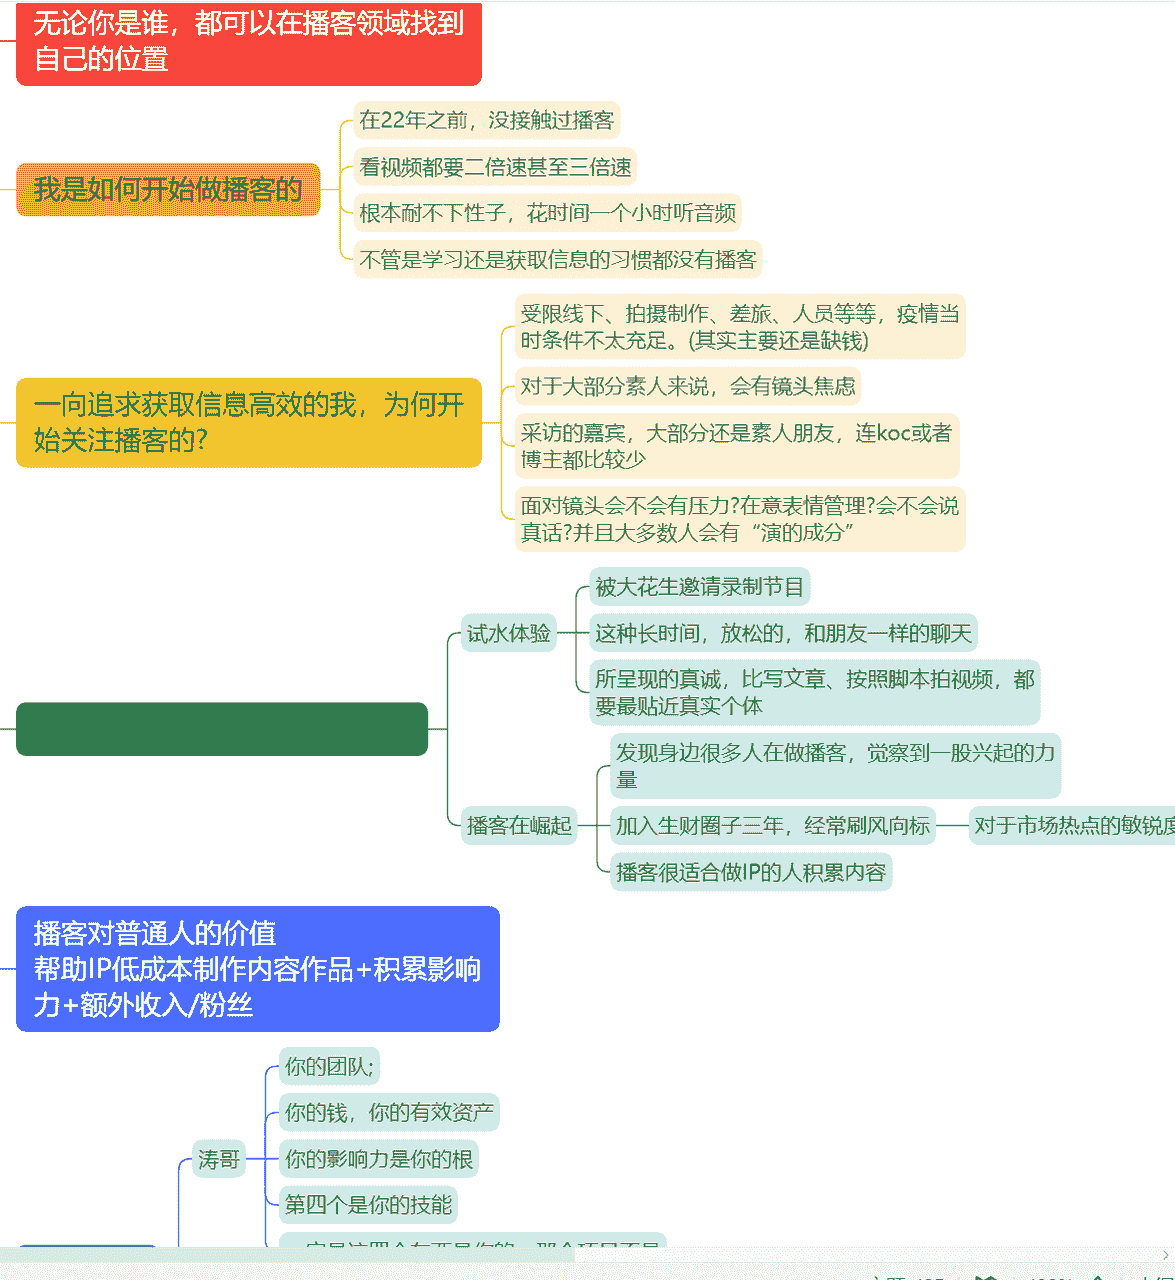 无论你是谁，都可以在播客领域找到
自己的位置
我是如何开始做播客的
在22年之前，没接触过播客
看视频都要二倍速甚至三倍速
根本耐不下性子，花时间一个小时听音频
不管是学习还是获取信息的习惯都没有播客
一向追求获取信息高效的我，为何开
始关注播客的?
受限线下、拍摄制作、差旅、人员等等，疫情当
时条件不太充足。(其实主要还是缺钱)
对于大部分素人来说，会有镜头焦虑
采访的嘉宾，大部分还是素人朋友，连koc或者
博主都比较少
面对镜头会不会有压力?在意表情管理?会不会说
真话?并且大多数人会有“演的成分”
试水体验
被大花生邀请录制节目
这种长时间，放松的，和朋友一样的聊天
所呈现的真诚，比写文章、按照脚本拍视频，都
要最贴近真实个体
播客在崛起
发现身边很多人在做播客，觉察到一股兴起的力
量
加入生财圈子三年，经常刷风向标
对于市场热点的敏锐度
播客很适合做IP的人积累内容
播客对普通人的价值
帮助IP低成本制作内容作品+积累影响
力+额外收入/粉丝
涛哥
你的团队;
你的钱，你的有效资产
你的影响力是你的根
第四个是你的技能